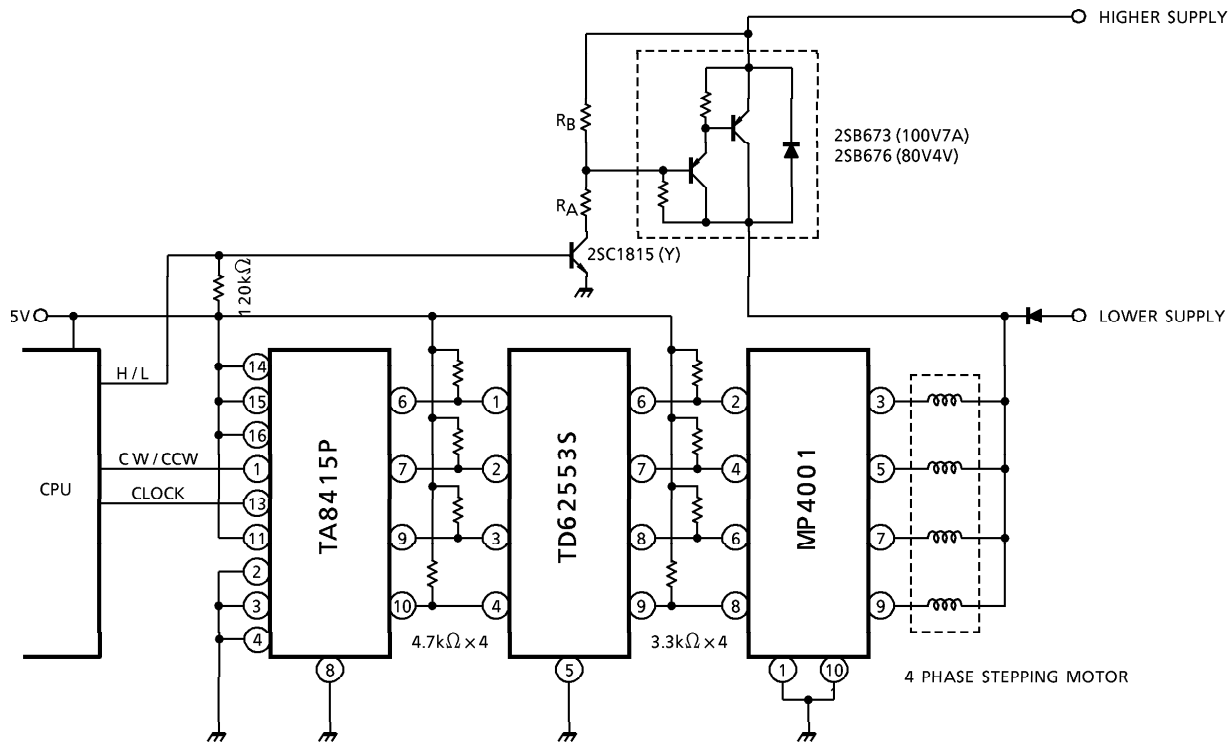 HIGHER SUPPLY
RB
2SB673 (100V7A)
2SB676 (80V4V)
RA
2SC1815 (Y)
120kΩ
5V
LOWER SUPPLY
H / L
CW / CCW
CLOCK
CPU
14
15
16
1
13
11
2
3
4
TA8415P
6
7
9
10
8
4.7kΩ × 4
1
2
3
4
TD62553S
6
7
8
9
5
3.3kΩ × 4
2
4
6
8
MP4001
3
5
7
9
1
10
4 PHASE STEPPING MOTOR